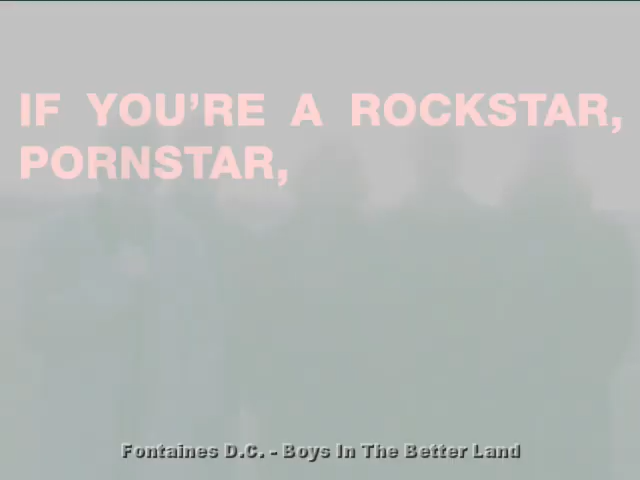 IF YOU'RE A ROCKSTAR,
PORNSTAR,
Fontaines D.C. - Boys In The Better Land